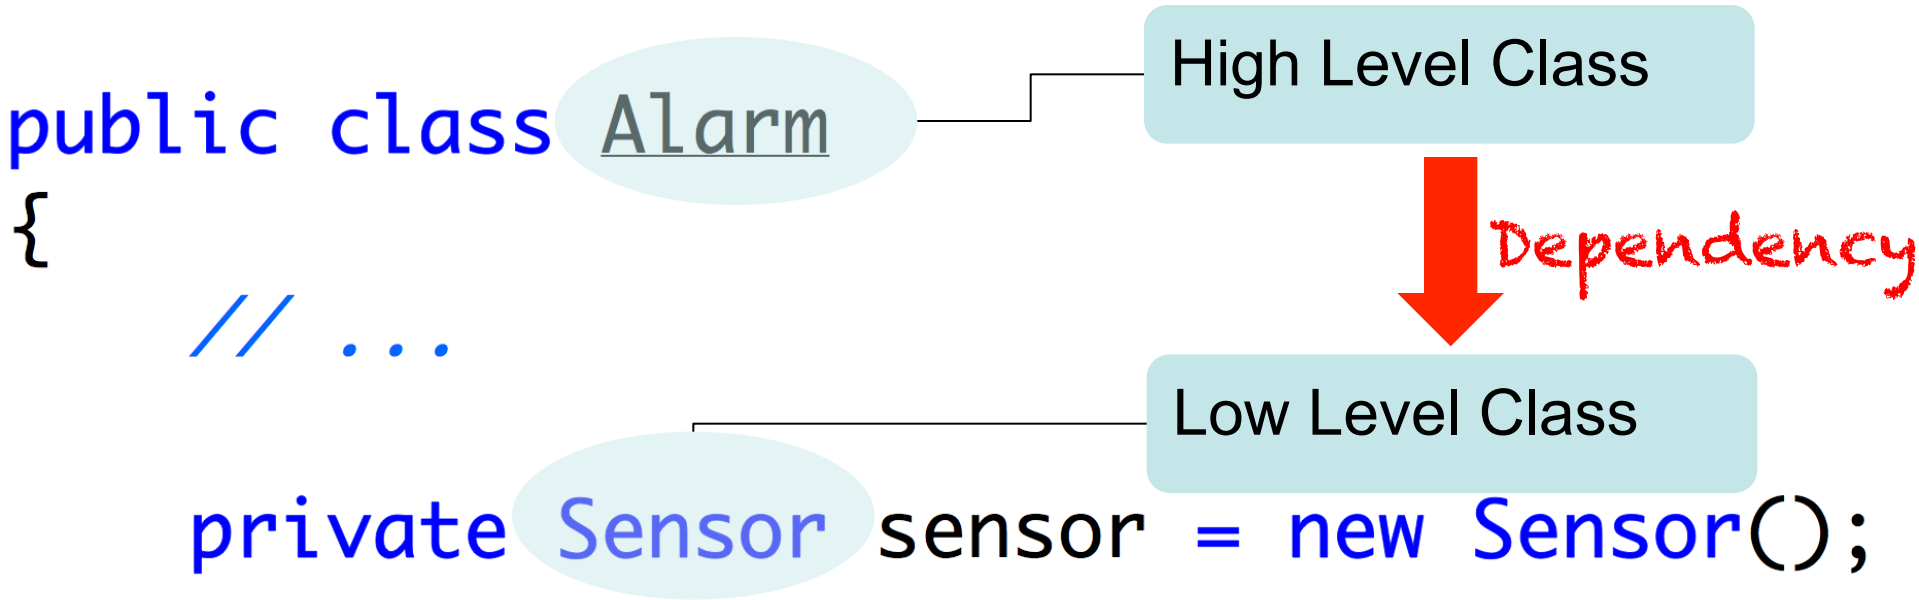 High Level Class
public class Alarm
{
Dependency
// ...
Low Level Class
private Sensor sensor = new Sensor();